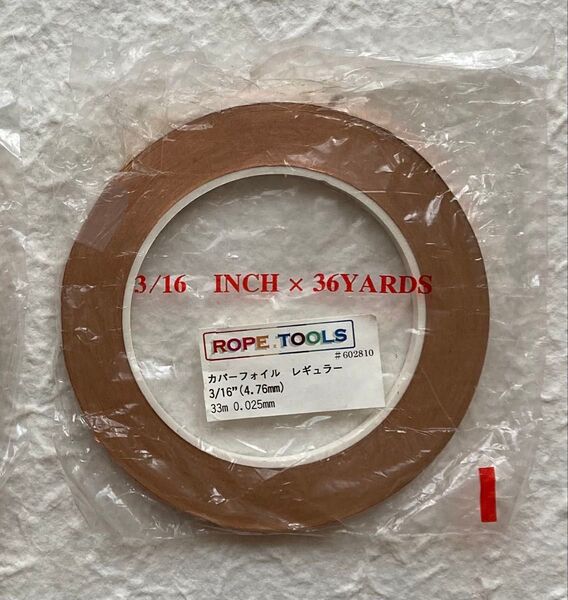 3/16 INCH × 36YARDS
ROPE.TOOLS
#602810
カパーフォイル レギュラー
3/16"(4.76mm)
33m 0.025mm